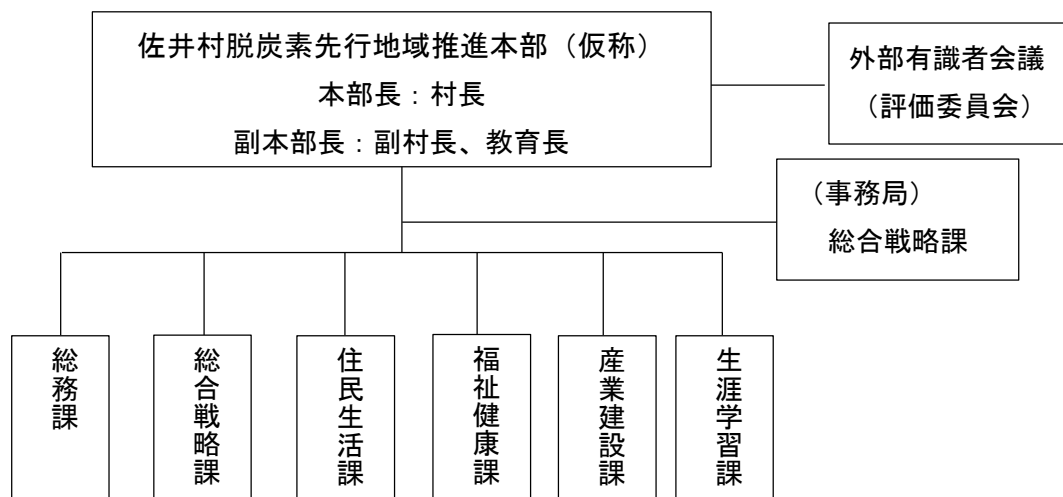 佐井村脱炭素先行地域推進本部（仮称）
本部長：村長
副本部長：副村長、教育長
外部有識者会議
（評価委員会）
（事務局）
総合戦略課
総務課
総合戦略課
住民生活課
福祉健康課
産業建設課
生涯学習課